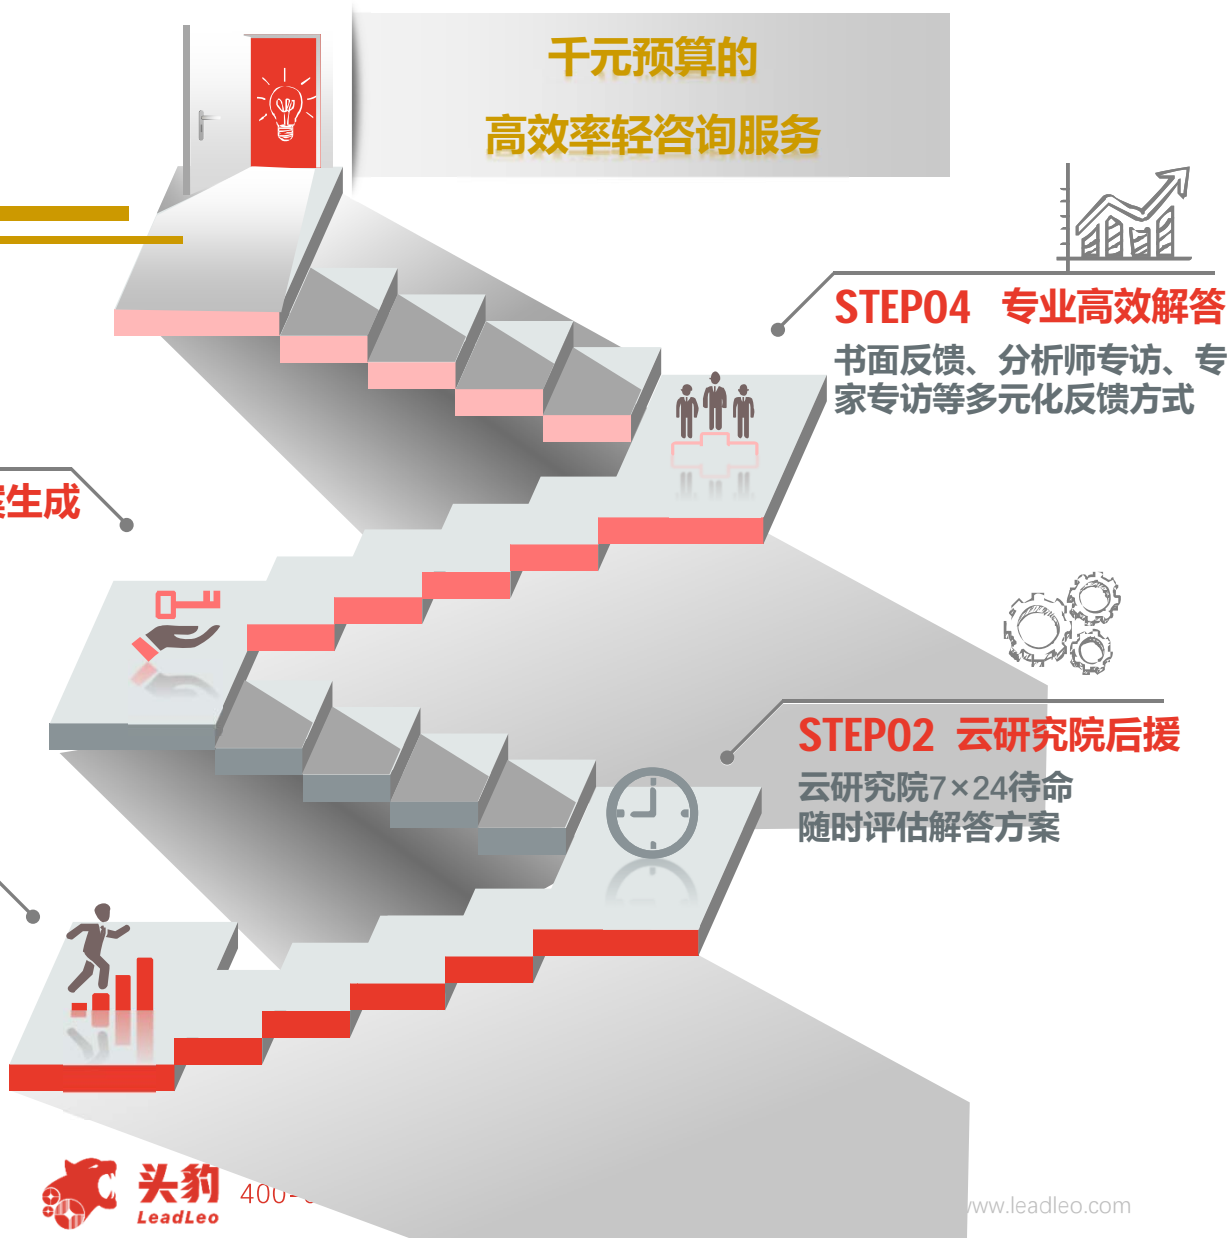 千元预算的
高效率轻咨询服务
STEP04 专业高效解答
书面反馈、分析师专访、专
家专访等多元化反馈方式
生成
STEP02 云研究院后援
云研究院7×24待命
随时评估解答方案
头豹
LeadLeo
400-
www.leadleo.com